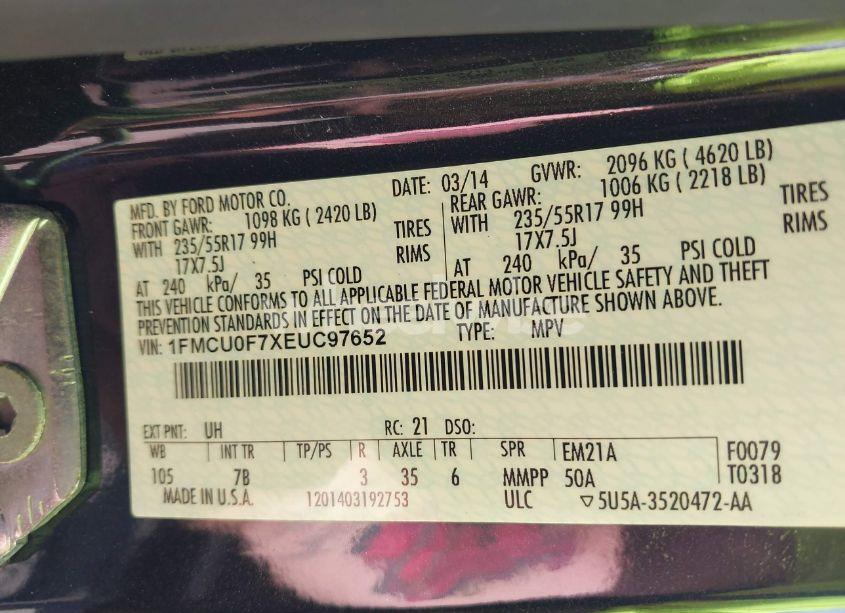 MFD. BY FORD MOTOR CO.
DATE: 03/14 GVWR: 2096 KG ( 4620 LB)
FRONT GAWR: 1098 KG ( 2420 LB)
WITH 235/55R17 99H TIRES
17X7.5J RIMS
AT 240 kPa/ 35 PSI COLD
REAR GAWR: 1006 KG ( 2218 LB)
WITH 235/55R17 99H TIRES
17X7.5J RIMS
AT 240 kPa/ 35 PSI COLD
THIS VEHICLE CONFORMS TO ALL APPLICABLE FEDERAL MOTOR VEHICLE SAFETY AND THEFT
PREVENTION STANDARDS IN EFFECT ON THE DATE OF MANUFACTURE SHOWN ABOVE.
VIN: 1FMCU0F7XEUC97652 TYPE: MPV
EXT PNT: UH RC: 21 DSO:
WB INT TR TP/PS R AXLE TR SPR EM21A F0079
105 7B 3 35 6 MMPP 50A T0318
MADE IN U.S.A. 1201403192753 ULC ▽5U5A-3520472-AA